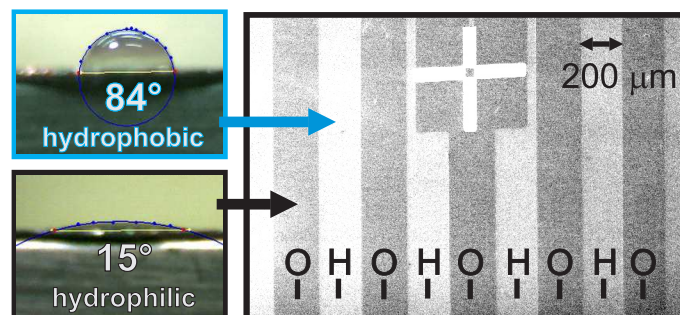 84°
hydrophobic
15°
hydrophilic
200 µm
O H O H O H O H O